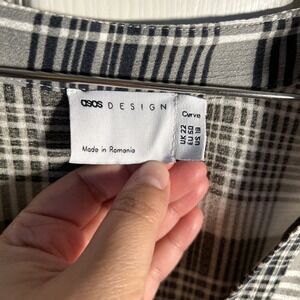 asos DESIGN
Made in Romania
Curve
UK 22
EU 50
US 18